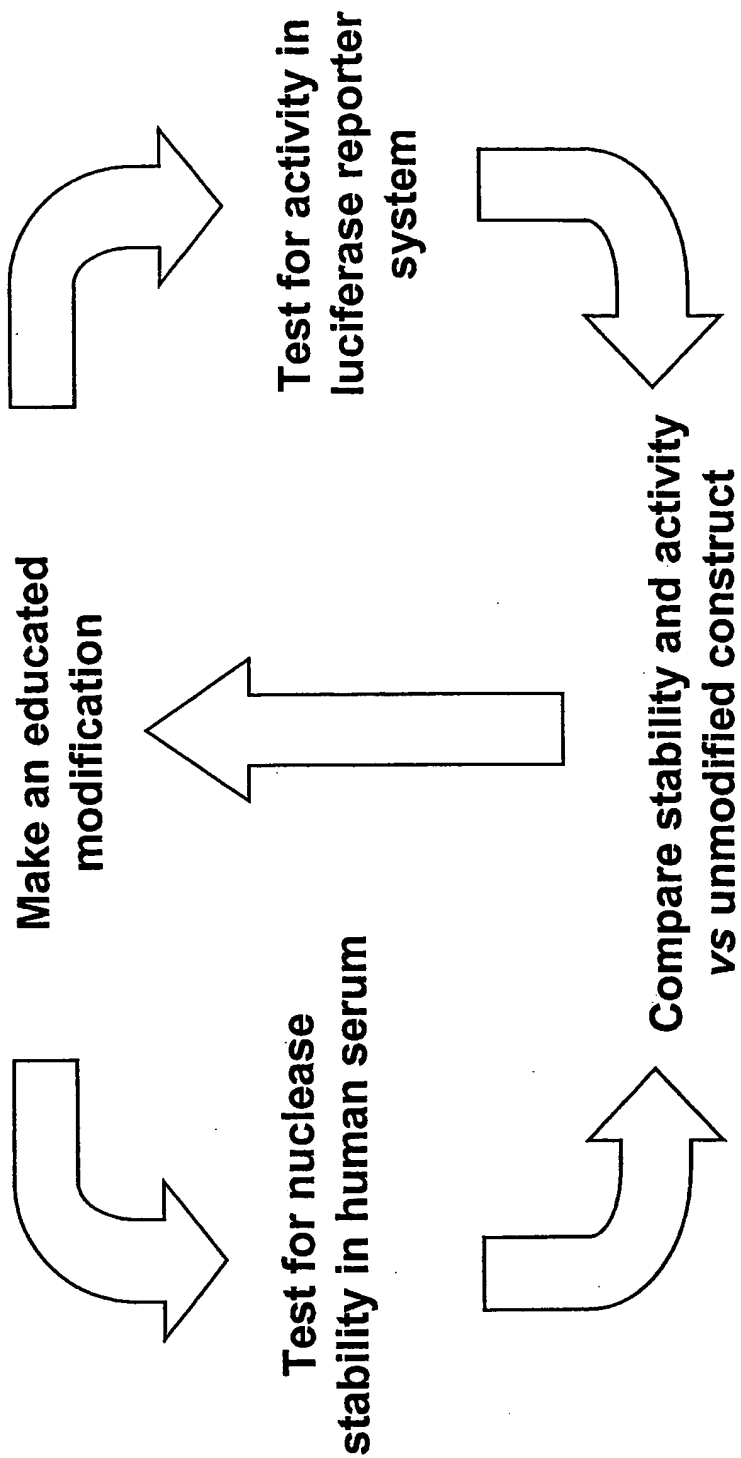 Make an educated
modification
Test for nuclease
stability in human serum
Test for activity in
luciferase reporter
system
Compare stability and activity
vs unmodified construct